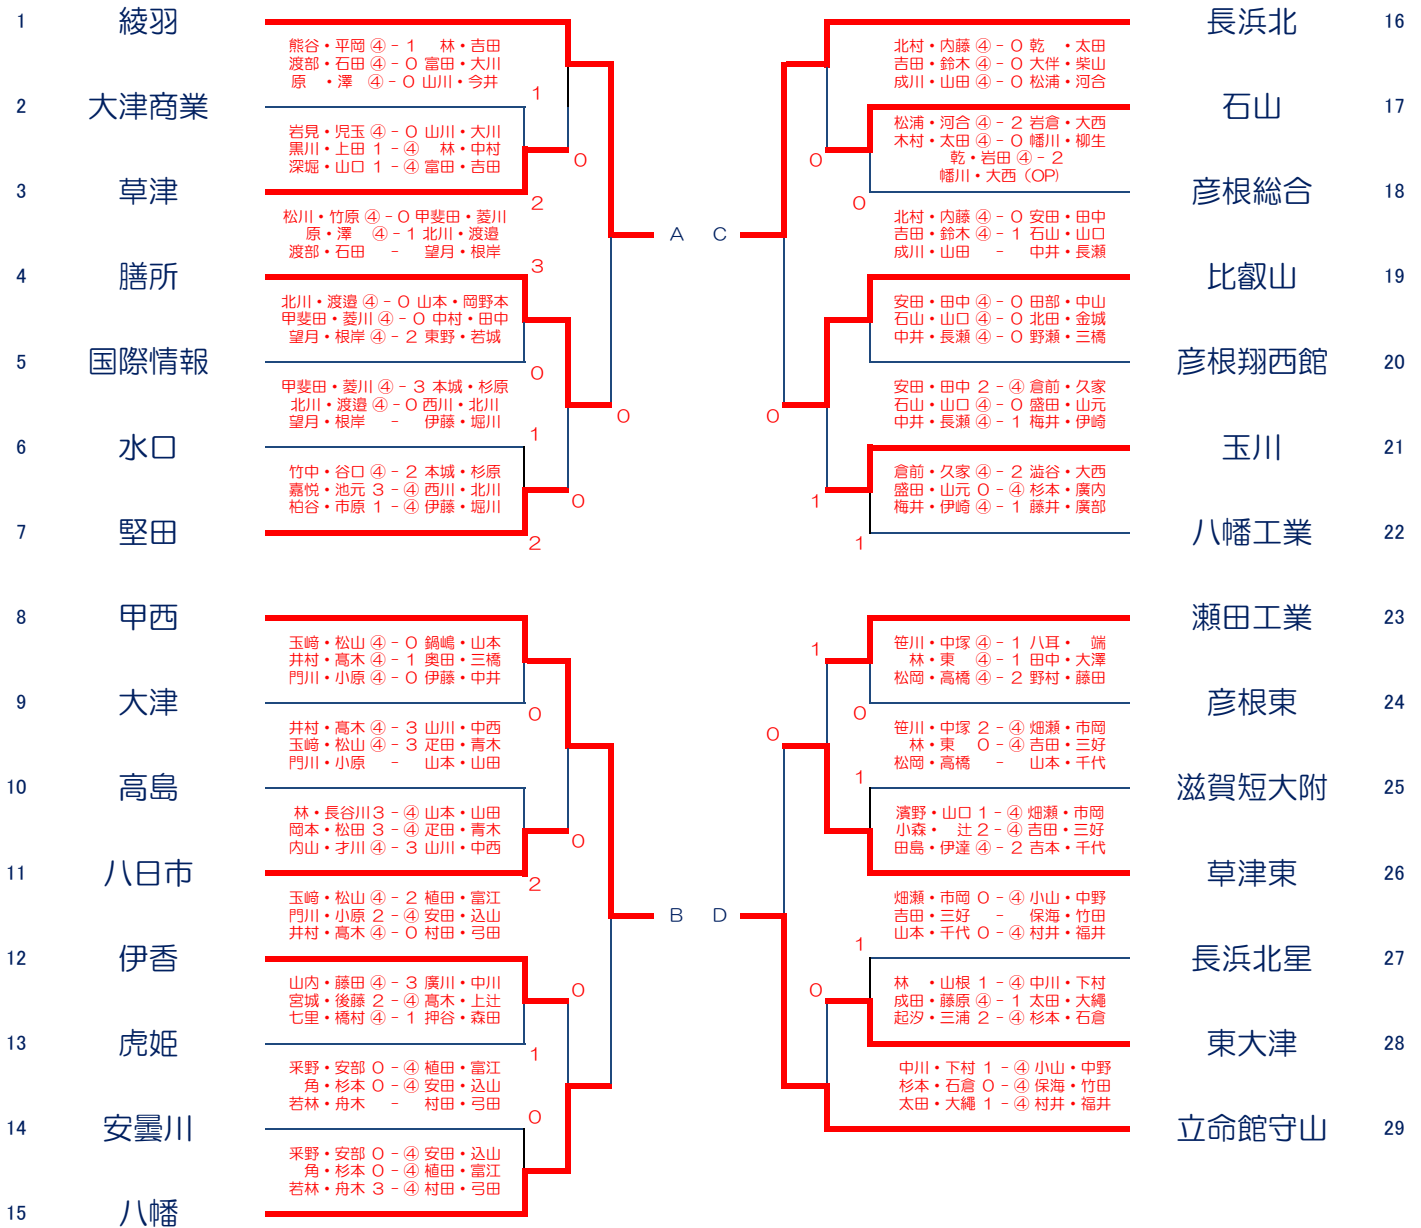 1 綾羽
熊谷・平岡 ④ - 1 林・吉田
渡部・石田 ④ - 0 富田・大川
原 ・澤 ④ - 0 山川・今井
1
2 大津商業
岩見・児玉 ④ - 0 山川・大川
黒川・上田 1 - ④ 林・中村
深堀・山口 1 - ④ 富田・吉田
0
3 草津
2
松川・竹原 ④ - 0 甲斐田・菱川
原・澤 ④ - 1 北川・渡邉
渡部・石田 - 望月・根岸
A
3
4 膳所
北川・渡邉 ④ - 0 山本・岡野本
甲斐田・菱川 ④ - 0 中村・田中
望月・根岸 ④ - 2 東野・若城
5 国際情報
0
甲斐田・菱川 ④ - 3 本城・杉原
北川・渡邉 ④ - 0 西川・北川
望月・根岸 - 伊藤・堀川
0
1
6 水口
竹中・谷口 ④ - 2 本城・杉原
嘉悦・池元 3 - ④ 西川・北川
柏谷・市原 1 - ④ 伊藤・堀川
0
7 堅田
2
8 甲西
玉﨑・松山 ④ - 0 鍋嶋・山本
井村・髙木 ④ - 1 奥田・三橋
門川・小原 ④ - 0 伊藤・中井
9 大津
0
井村・髙木 ④ - 3 山川・中西
玉﨑・松山 ④ - 3 疋田・青木
門川・小原 - 山本・山田
10 高島
林・長谷川 3 - ④ 山本・山田
岡本・松田 3 - ④ 疋田・青木
内山・才川 ④ - 3 山川・中西
0
11 八日市
2
玉﨑・松山 ④ - 2 植田・富江
門川・小原 2 - ④ 安田・込山
井村・髙木 ④ - 0 村田・弓田
B
12 伊香
山内・藤田 ④ - 3 廣川・中川
宮城・後藤 2 - ④ 髙木・上辻
七里・橋村 ④ - 1 押谷・森田
0
13 虎姫
1
釆野・安部 0 - ④ 植田・富江
角・杉本 0 - ④ 安田・込山
若林・舟木 - 村田・弓田
0
14 安曇川
釆野・安部 0 - ④ 安田・込山
角・杉本 0 - ④ 植田・富江
若林・舟木 3 - ④ 村田・弓田
15 八幡
長浜北 16
北村・内藤 ④ - 0 乾 ・太田
吉田・鈴木 ④ - 0 大伴・柴山
成川・山田 ④ - 0 松浦・河合
石山 17
松浦・河合 ④ - 2 岩倉・大西
木村・太田 ④ - 0 幡川・柳生
乾・岩田 ④ - 2
幡川・大西（OP）
0
彦根総合 18
0
北村・内藤 ④ - 0 安田・田中
吉田・鈴木 ④ - 1 石山・山口
成川・山田 - 中井・長瀬
C
比叡山 19
安田・田中 ④ - 0 田部・中山
石山・山口 ④ - 0 北田・金城
中井・長瀬 ④ - 0 野瀬・三橋
彦根翔西館 20
安田・田中 2 - ④ 倉前・久家
石山・山口 ④ - 0 盛田・山元
中井・長瀬 ④ - 1 梅井・伊崎
0
玉川 21
倉前・久家 ④ - 2 澁谷・大西
盛田・山元 0 - ④ 杉本・廣内
梅井・伊崎 ④ - 1 藤井・廣部
1
八幡工業 22
1
瀬田工業 23
笹川・中塚 ④ - 1 八耳・ 端
林・東 ④ - 1 田中・大澤
松岡・高橋 ④ - 2 野村・藤田
1
彦根東 24
0
笹川・中塚 2 - ④ 畑瀬・市岡
林・東 0 - ④ 吉田・三好
松岡・高橋 - 山本・千代
0
1
滋賀短大附 25
濱野・山口 1 - ④ 畑瀬・市岡
小森・ 辻 2 - ④ 吉田・三好
田島・伊達 ④ - 2 吉本・千代
草津東 26
畑瀬・市岡 0 - ④ 小山・中野
吉田・三好 - 保海・竹田
山本・千代 0 - ④ 村井・福井
D
1
長浜北星 27
林 ・山根 1 - ④ 中川・下村
成田・藤原 ④ - 1 太田・大縄
起汐・三浦 2 - ④ 杉本・石倉
0
東大津 28
中川・下村 1 - ④ 小山・中野
杉本・石倉 0 - ④ 保海・竹田
太田・大縄 1 - ④ 村井・福井
立命館守山 29